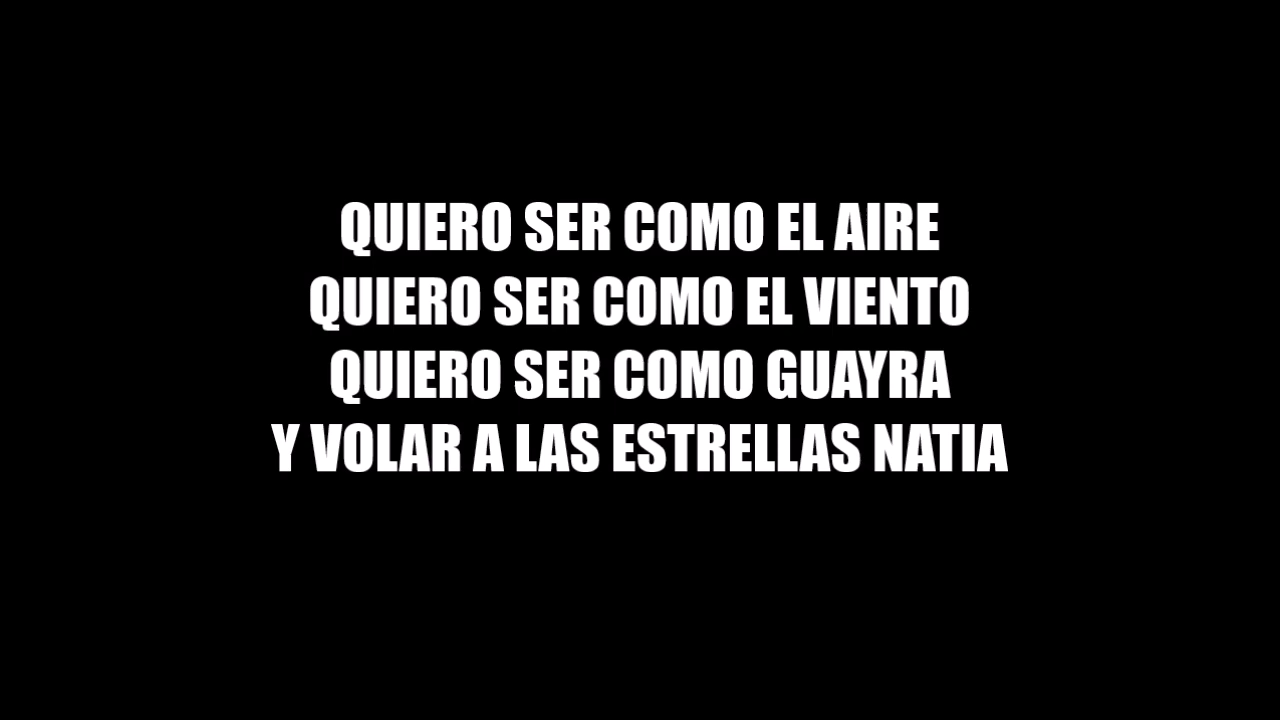 QUIERO SER COMO EL AIRE
QUIERO SER COMO EL VIENTO
QUIERO SER COMO GUAYRA
Y VOLAR A LAS ESTRELLAS NATIA